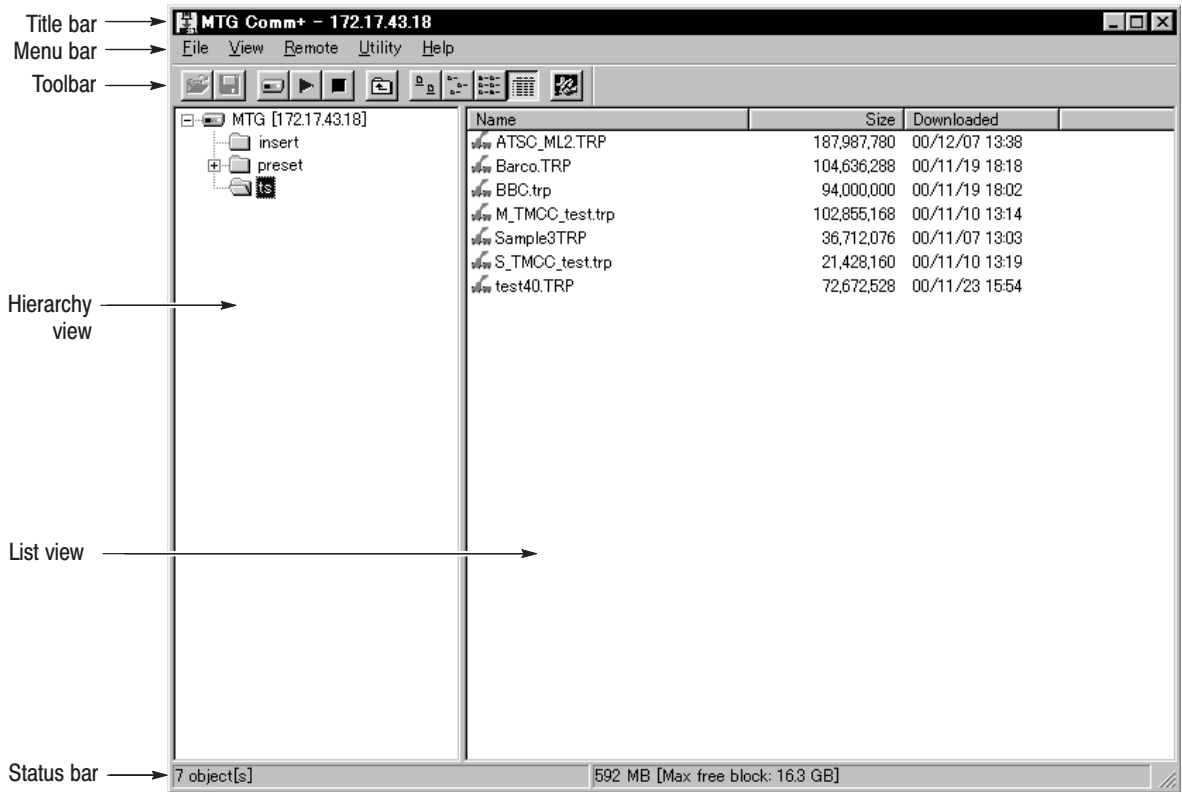 Title bar
MTG Comm+ - 172.17.43.18
Menu bar
File View Remote Utility Help
Toolbar
MTG [172.17.43.18]
insert
preset
ts
Name Size Downloaded
ATSC_ML2.TRP 187,987,780 00/12/07 13:38
Barco.TRP 104,636,288 00/11/19 18:18
BBC.trp 94,000,000 00/11/19 18:02
M_TMCC_test.trp 102,855,168 00/11/10 13:14
Sample3TRP 36,712,076 00/11/07 13:03
S_TMCC_test.trp 21,428,160 00/11/10 13:19
test40.TRP 72,672,528 00/11/23 15:54
Hierarchy
view
List view
Status bar
7 object[s] 592 MB [Max free block: 16.3 GB]